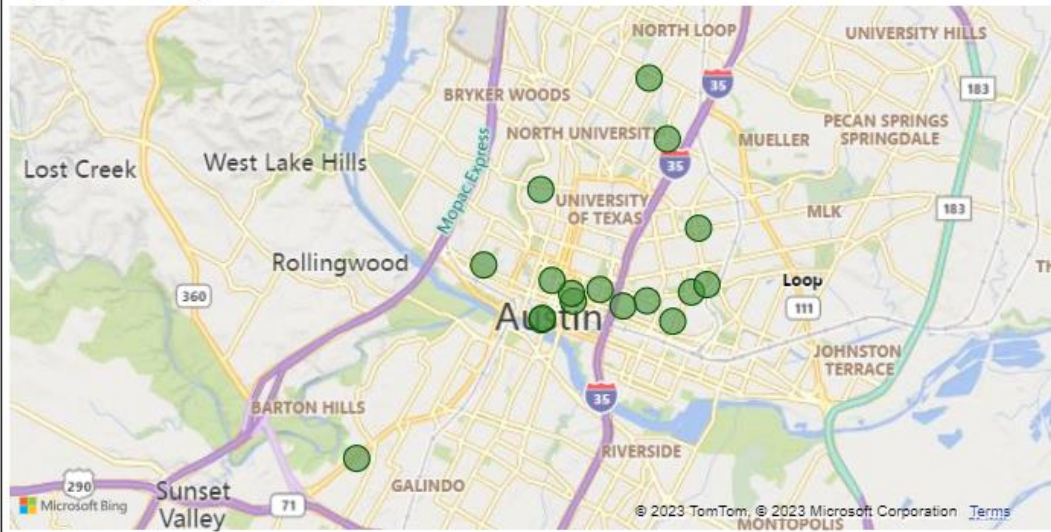 NORTH LOOP
UNIVERSITY HILLS
35
183
BRYKER WOODS
PECAN SPRINGS
SPRINGDALE
NORTH UNIVERSITY
MUELLER
Mopac Express
Lost Creek
West Lake Hills
35
UNIVERSITY
OF TEXAS
MLK
183
Rollingwood
Loop
360
111
Austin
JOHNSTON
TERRACE
35
BARTON HILLS
RIVERSIDE
290
Sunset
Valley
GALINDO
71
Microsoft Bing
© 2023 TomTom, © 2023 Microsoft Corporation Terms
MONTOPOLIS